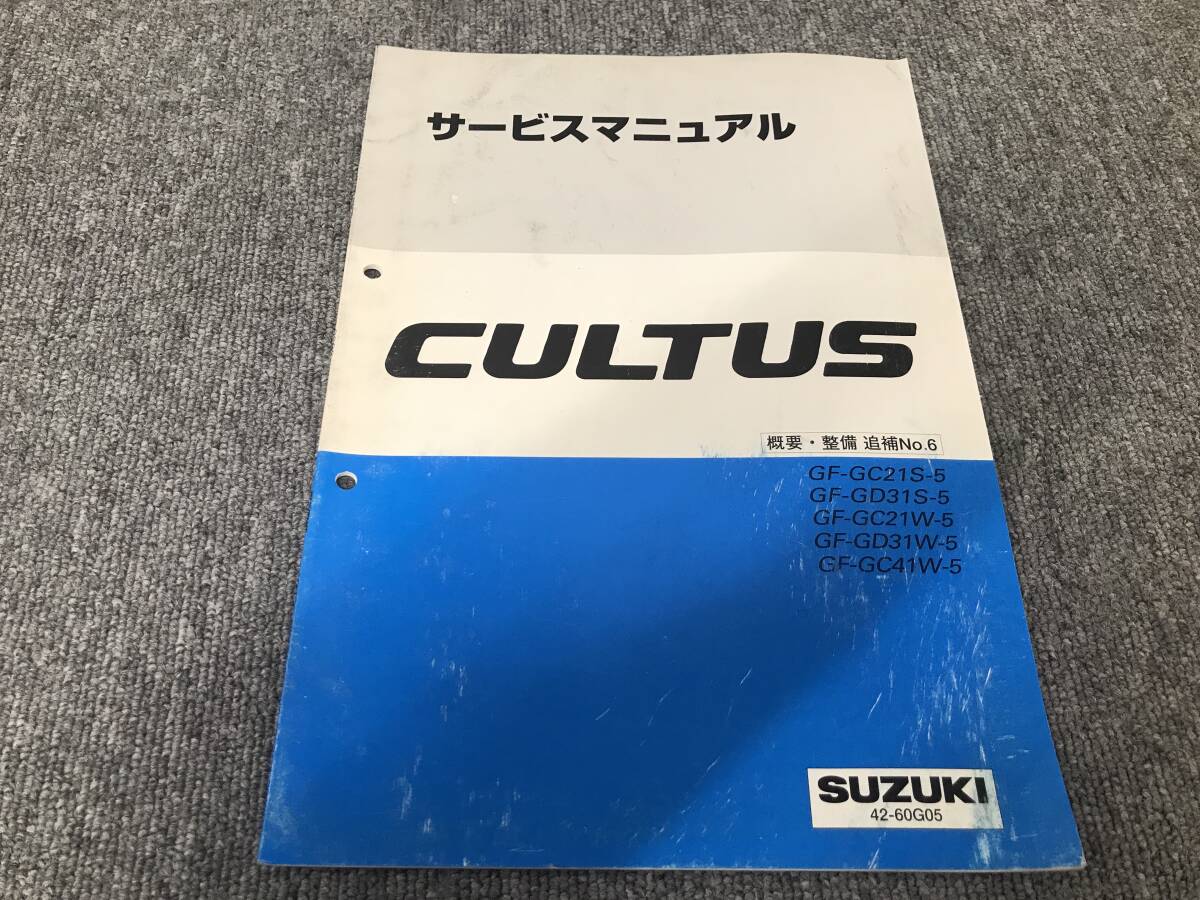 サービスマニュアル
CULTUS
概要・整備 追補No.6
GF-GC21S-5
GF-GD31S-5
GF-GC21W-5
GF-GD31W-5
GF-GC41W-5
SUZUKI
42-60G05